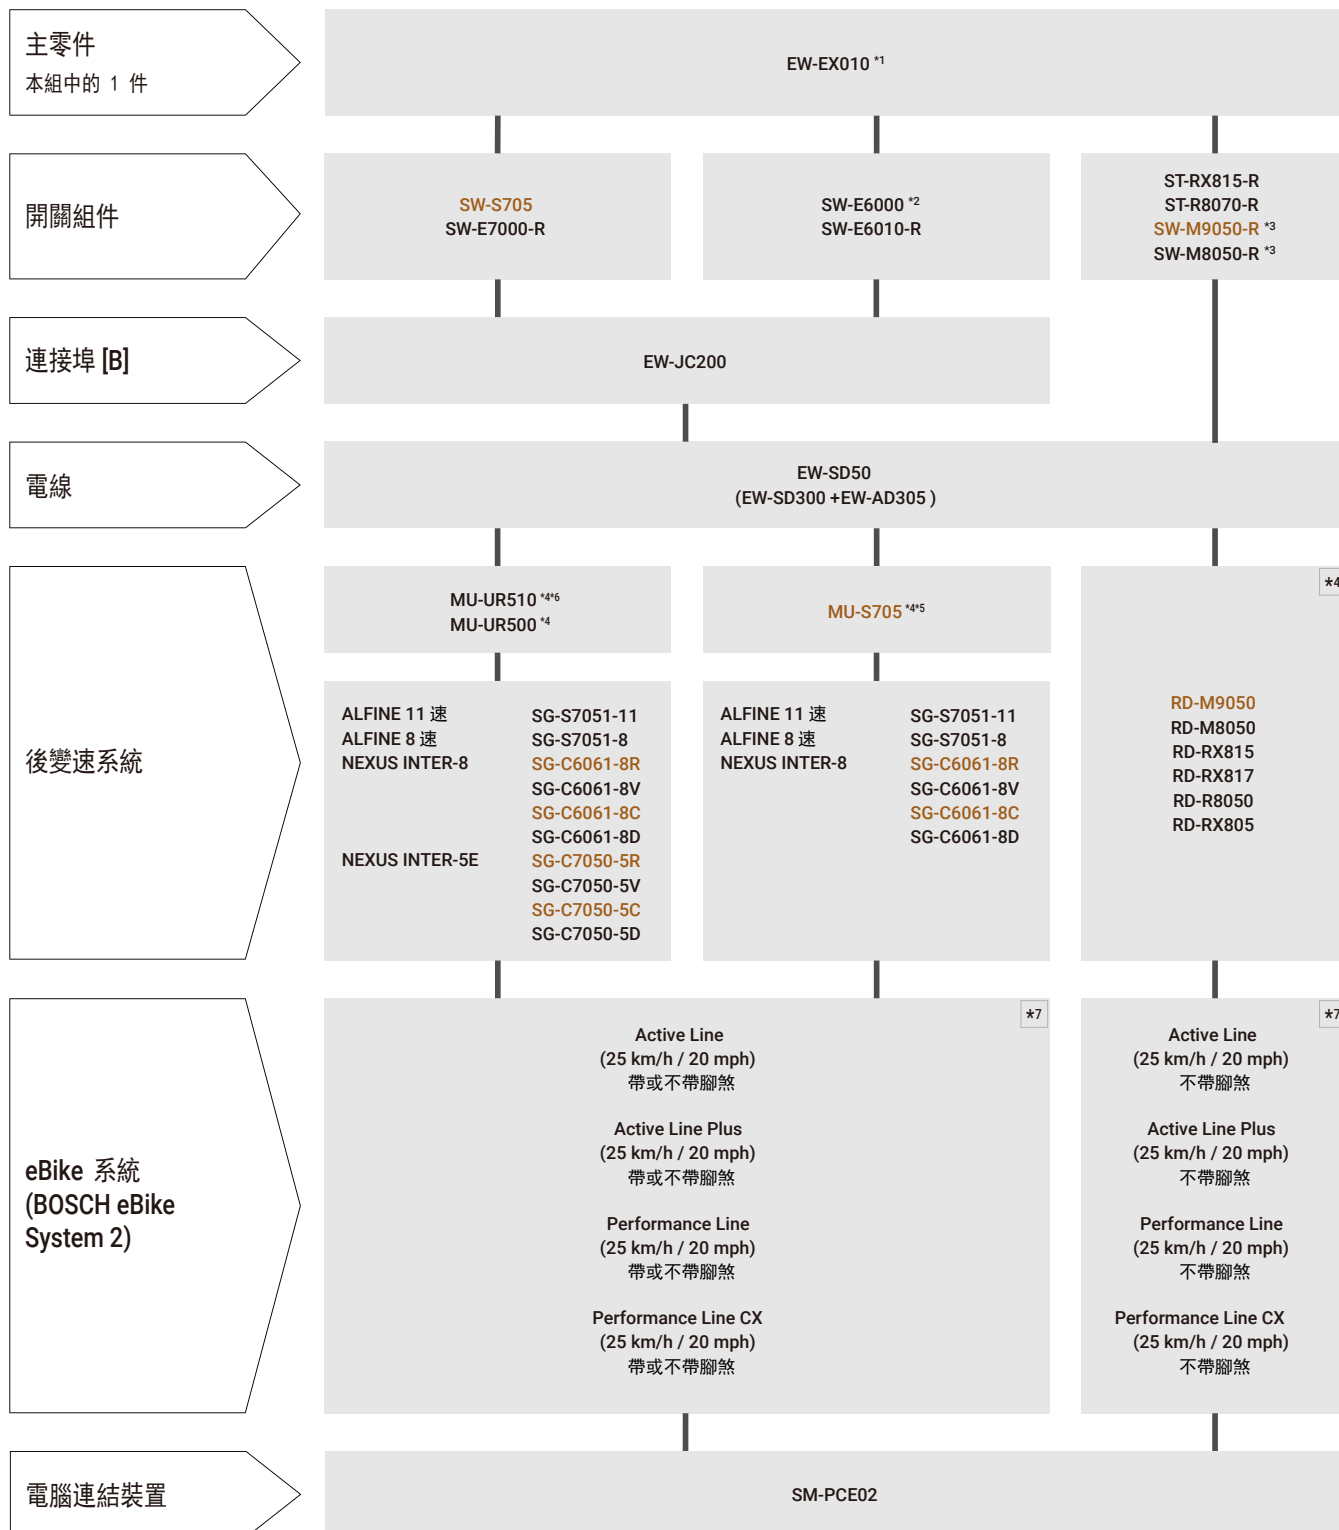 主零件
本組中的 1 件
EW-EX010 *1
開關組件
SW-S705
SW-E7000-R
SW-E6000 *2
SW-E6010-R
ST-RX815-R
ST-R8070-R
SW-M9050-R *3
SW-M8050-R *3
連接埠 [B]
EW-JC200
電線
EW-SD50
(EW-SD300 +EW-AD305 )
後變速系統
MU-UR510 *4*6
MU-UR500 *4
MU-S705 *4*5
*4
ALFINE 11 速 SG-S7051-11
ALFINE 8 速 SG-S7051-8
NEXUS INTER-8 SG-C6061-8R
SG-C6061-8V
SG-C6061-8C
SG-C6061-8D
NEXUS INTER-5E SG-C7050-5R
SG-C7050-5V
SG-C7050-5C
SG-C7050-5D
ALFINE 11 速 SG-S7051-11
ALFINE 8 速 SG-S7051-8
NEXUS INTER-8 SG-C6061-8R
SG-C6061-8V
SG-C6061-8C
SG-C6061-8D
RD-M9050
RD-M8050
RD-RX815
RD-RX817
RD-R8050
RD-RX805
eBike 系統
(BOSCH eBike
System 2)
*7
Active Line
(25 km/h / 20 mph)
帶或不帶腳煞
Active Line Plus
(25 km/h / 20 mph)
帶或不帶腳煞
Performance Line
(25 km/h / 20 mph)
帶或不帶腳煞
Performance Line CX
(25 km/h / 20 mph)
帶或不帶腳煞
*7
Active Line
(25 km/h / 20 mph)
不帶腳煞
Active Line Plus
(25 km/h / 20 mph)
不帶腳煞
Performance Line
(25 km/h / 20 mph)
不帶腳煞
Performance Line CX
(25 km/h / 20 mph)
不帶腳煞
電腦連結裝置
SM-PCE02